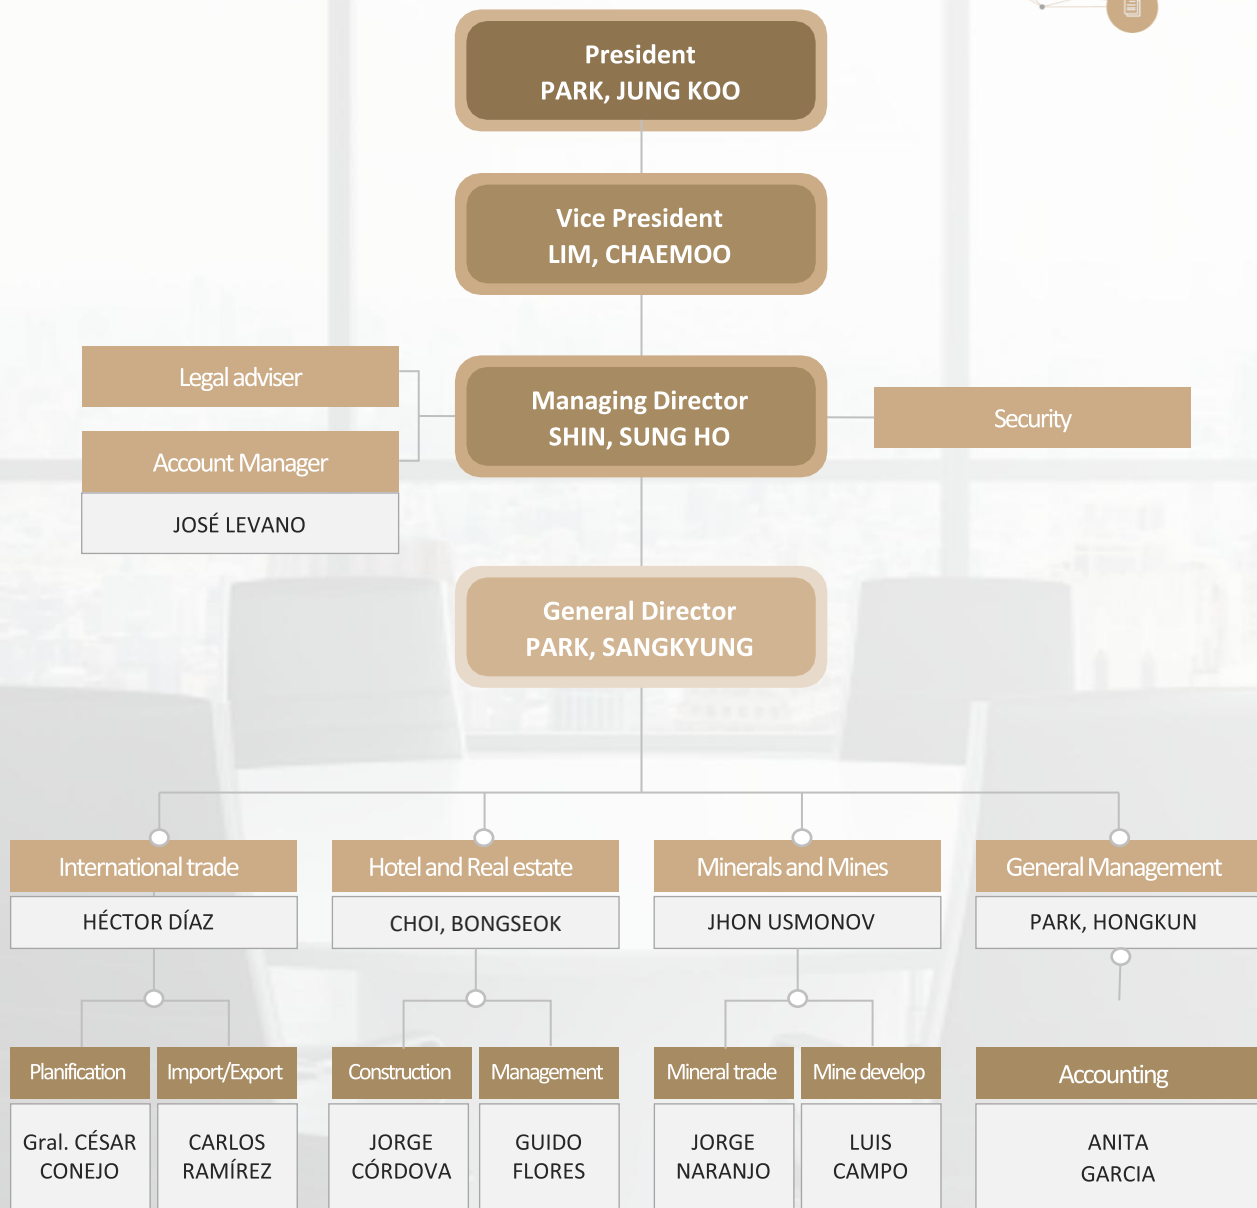 President
PARK, JUNG KOO
Vice President
LIM, CHAEMOO
Legal adviser
Managing Director
SHIN, SUNG HO
Security
Account Manager
JOSÉ LEVANO
General Director
PARK, SANGKYUNG
International trade
Hotel and Real estate
Minerals and Mines
General Management
HÉCTOR DÍAZ
CHOI, BONGSEOK
JHON USMONOV
PARK, HONGKUN
Planification
Import/Export
Construction
Management
Mineral trade
Mine develop
Accounting
Gral. CÉSAR
CONEJO
CARLOS
RAMÍREZ
JORGE
CÓRDOVA
GUIDO
FLORES
JORGE
NARANJO
LUIS
CAMPO
ANITA
GARCIA